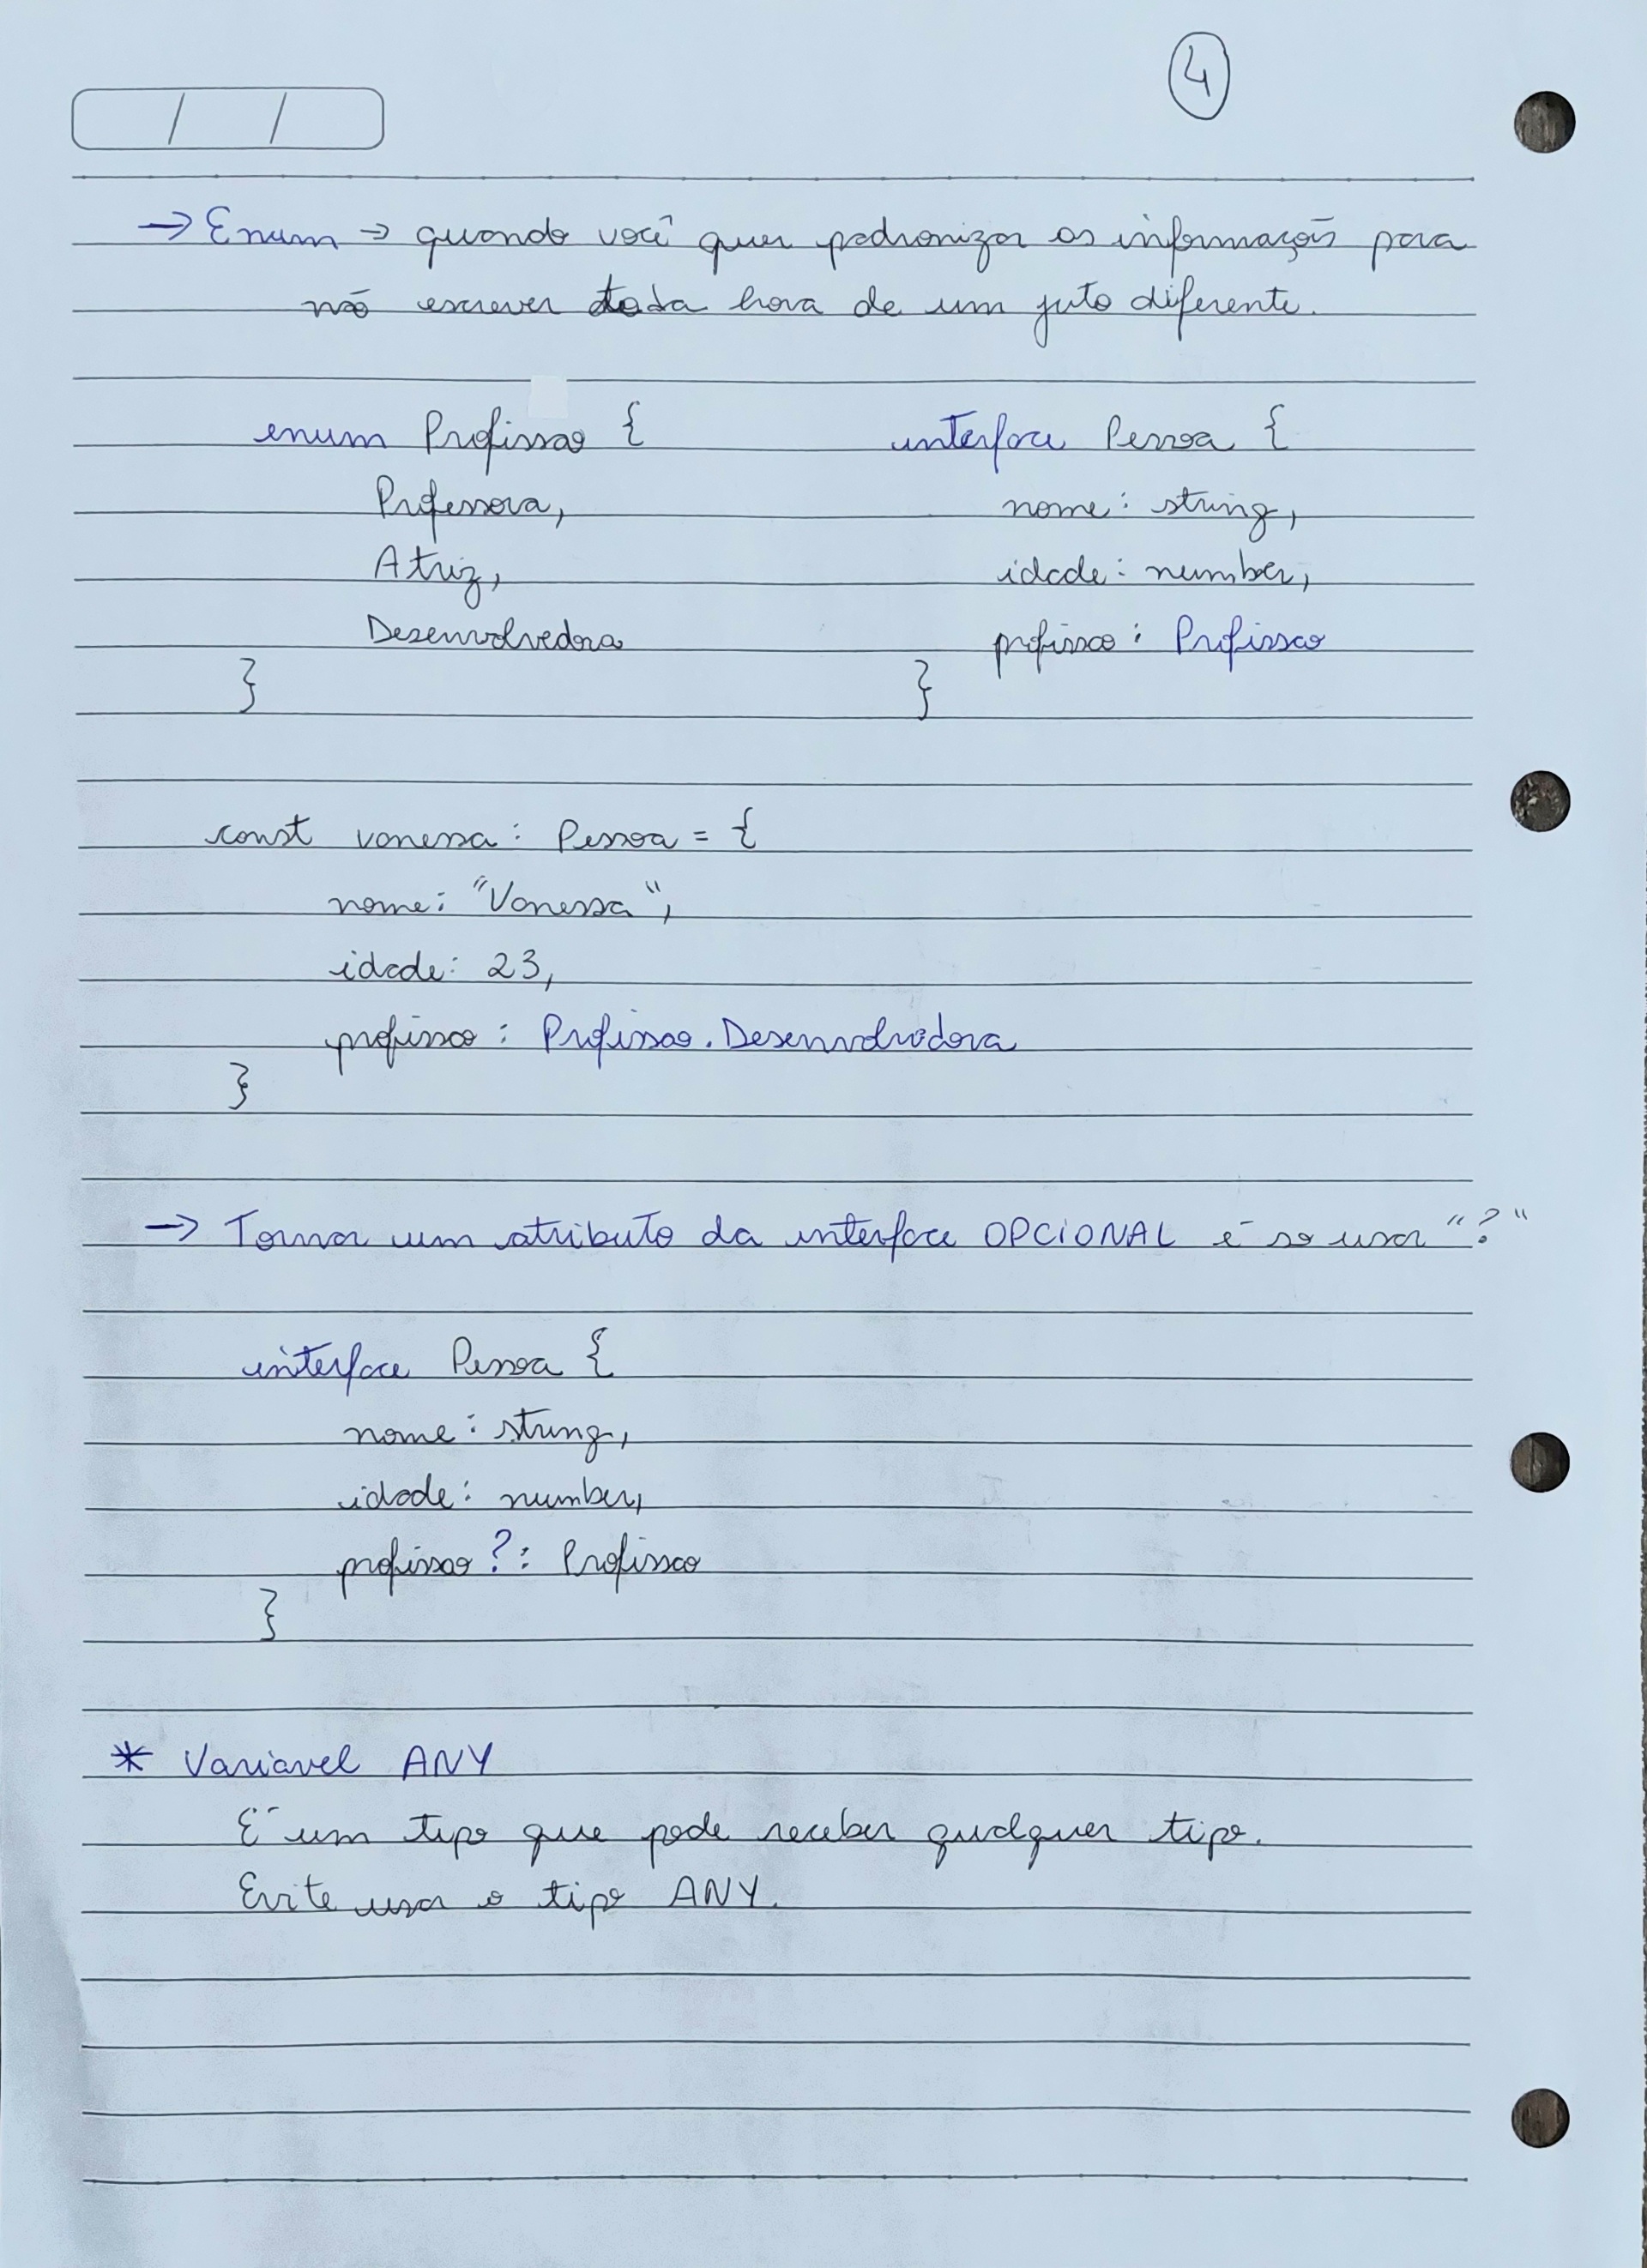 4
/ /
→ Enum → quando você quer padronizar as informações para
não escrever toda hora de um jeito diferente.
enum Profissao {
Professora,
Atriz,
Desenvolvedora
}
interface Pessoa {
nome: string,
idade: number,
profissao: Profissao
}
const vanessa: Pessoa = {
nome: "Vanessa",
idade: 23,
profissao: Profissao.Desenvolvedora
}
→ Tornar um atributo da interface OPCIONAL é só usar "?"
interface Pessoa {
nome: string,
idade: number,
profissao?: Profissao
}
* Variavel ANY
É um tipo que pode receber qualquer tipo.
Evite usar o tipo ANY.